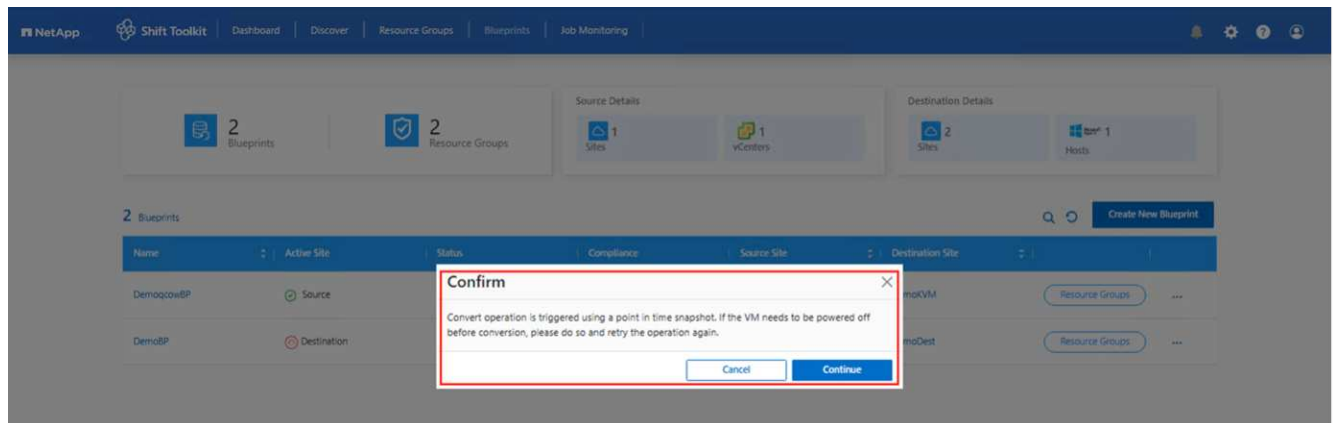 NetApp Shift Toolkit Dashboard Discover Resource Groups Blueprints Job Monitoring
Source Details Destination Details
2 2 1 1 2 1
Blueprints Resource Groups Sites vCenters Sites Hosts
2 Blueprints Create New Blueprint
Name Active Site Status Compliance Source Site Destination Site
Confirm
DemoqcowBP Source moKVM Resource Groups ...
Convert operation is triggered using a point in time snapshot. If the VM needs to be powered off
before conversion, please do so and retry the operation again.
DemoBP Destination moDest Resource Groups ...
Cancel Continue